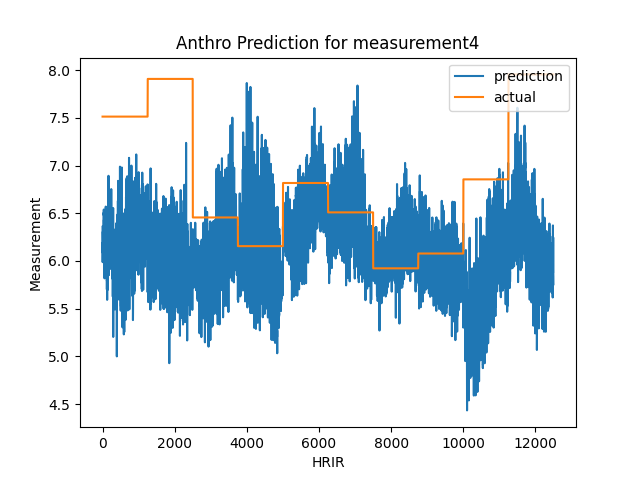 Anthro Prediction for measurement4
prediction
actual
8.0
7.5
7.0
6.5
6.0
5.5
5.0
4.5
Measurement
0 2000 4000 6000 8000 10000 12000
HRIR